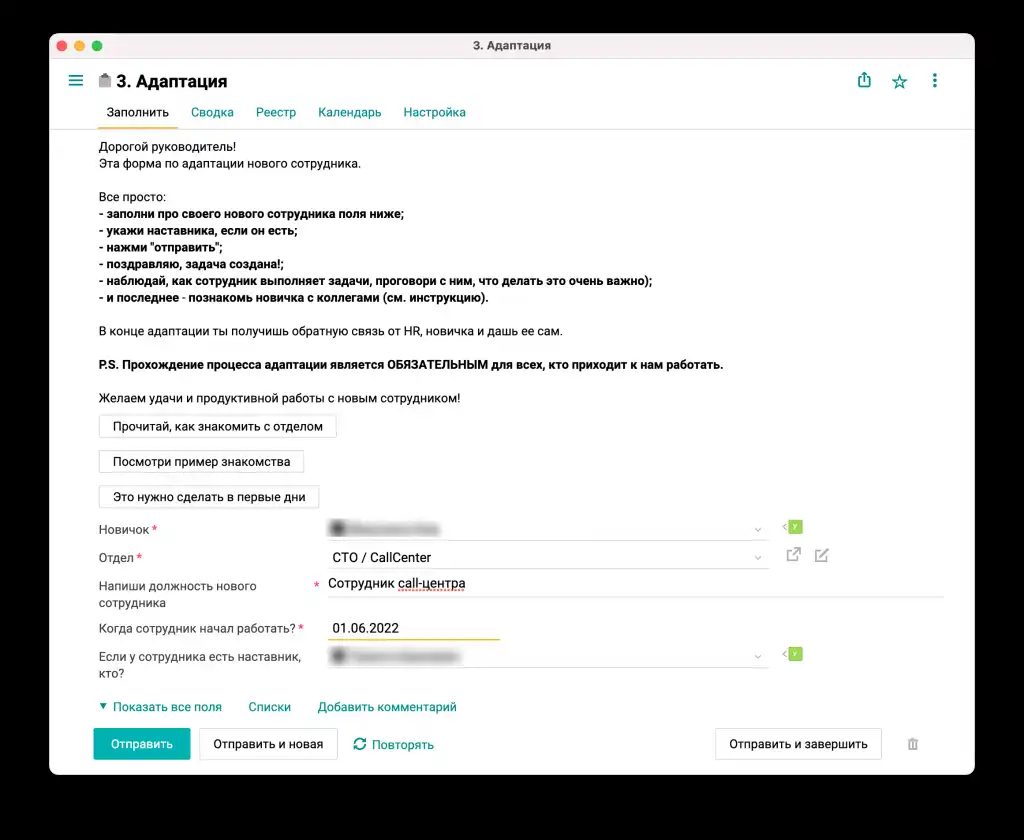 3. Адаптация
3. Адаптация
Заполнить Сводка Реестр Календарь Настройка
Дорогой руководитель!
Эта форма по адаптации нового сотрудника.
Все просто:
- заполни про своего нового сотрудника поля ниже;
- укажи наставника, если он есть;
- нажми "отправить";
- поздравляю, задача создана!;
- наблюдай, как сотрудник выполняет задачи, проговори с ним, что делать это очень важно);
- и последнее - познакомь новичка с коллегами (см. инструкцию).
В конце адаптации ты получишь обратную связь от HR, новичка и дашь ее сам.
P.S. Прохождение процесса адаптации является ОБЯЗАТЕЛЬНЫМ для всех, кто приходит к нам работать.
Желаем удачи и продуктивной работы с новым сотрудником!
Прочитай, как знакомить с отделом
Посмотри пример знакомства
Это нужно сделать в первые дни
Новичок *
Отдел * СТО / CallCenter
Напиши должность нового * Сотрудник call-центра
сотрудника
Когда сотрудник начал работать? * 01.06.2022
Если у сотрудника есть наставник,
кто?
Показать все поля Списки Добавить комментарий
Отправить Отправить и новая Повторять Отправить и завершить